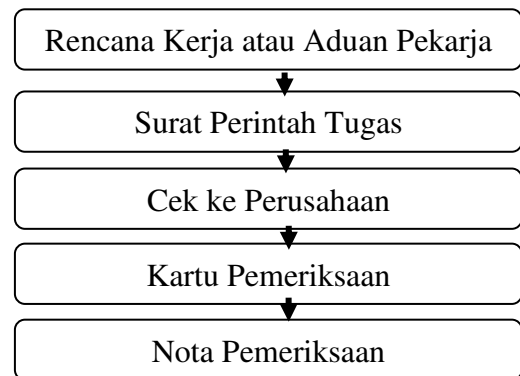 Rencana Kerja atau Aduan Pekarja
Surat Perintah Tugas
Cek ke Perusahaan
Kartu Pemeriksaan
Nota Pemeriksaan